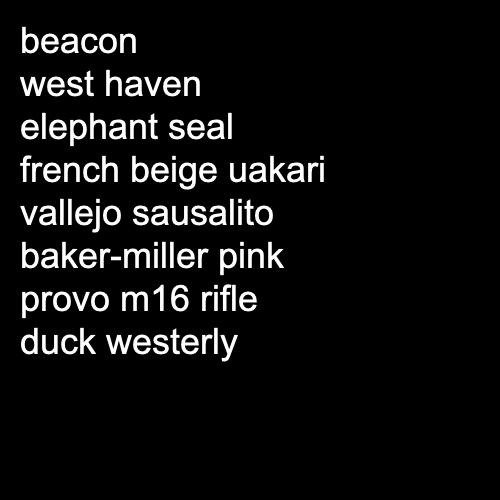 beacon
west haven
elephant seal
french beige uakari
vallejo sausalito
baker-miller pink
provo m16 rifle
duck westerly